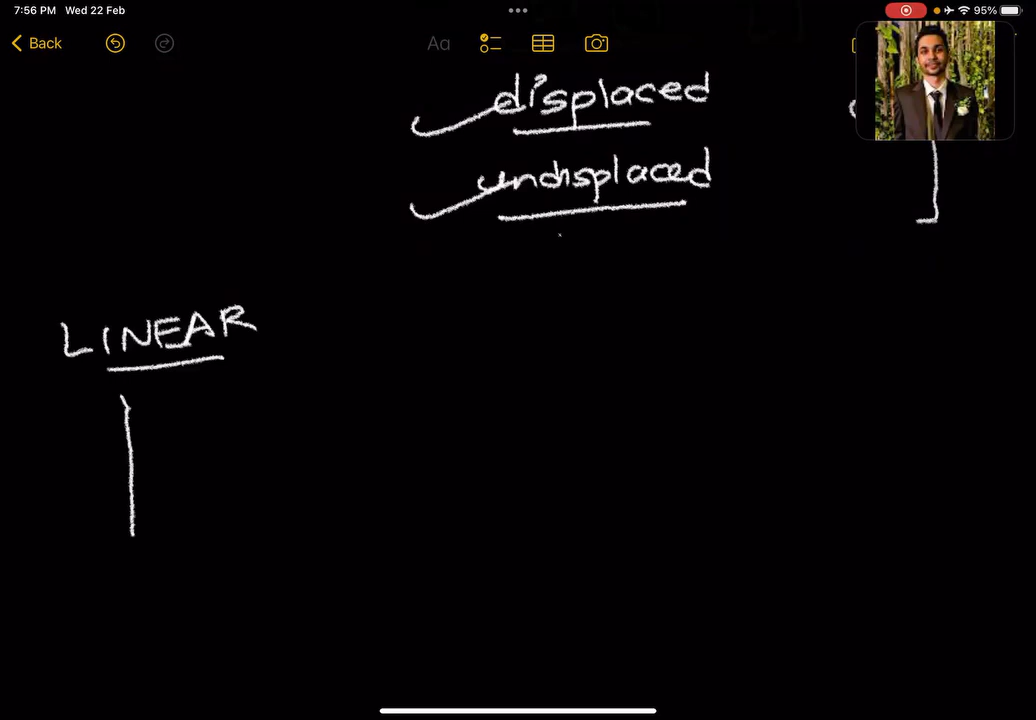 7:56 PM Wed 22 Feb 95%
Back Aa
displaced
undisplaced
LINEAR